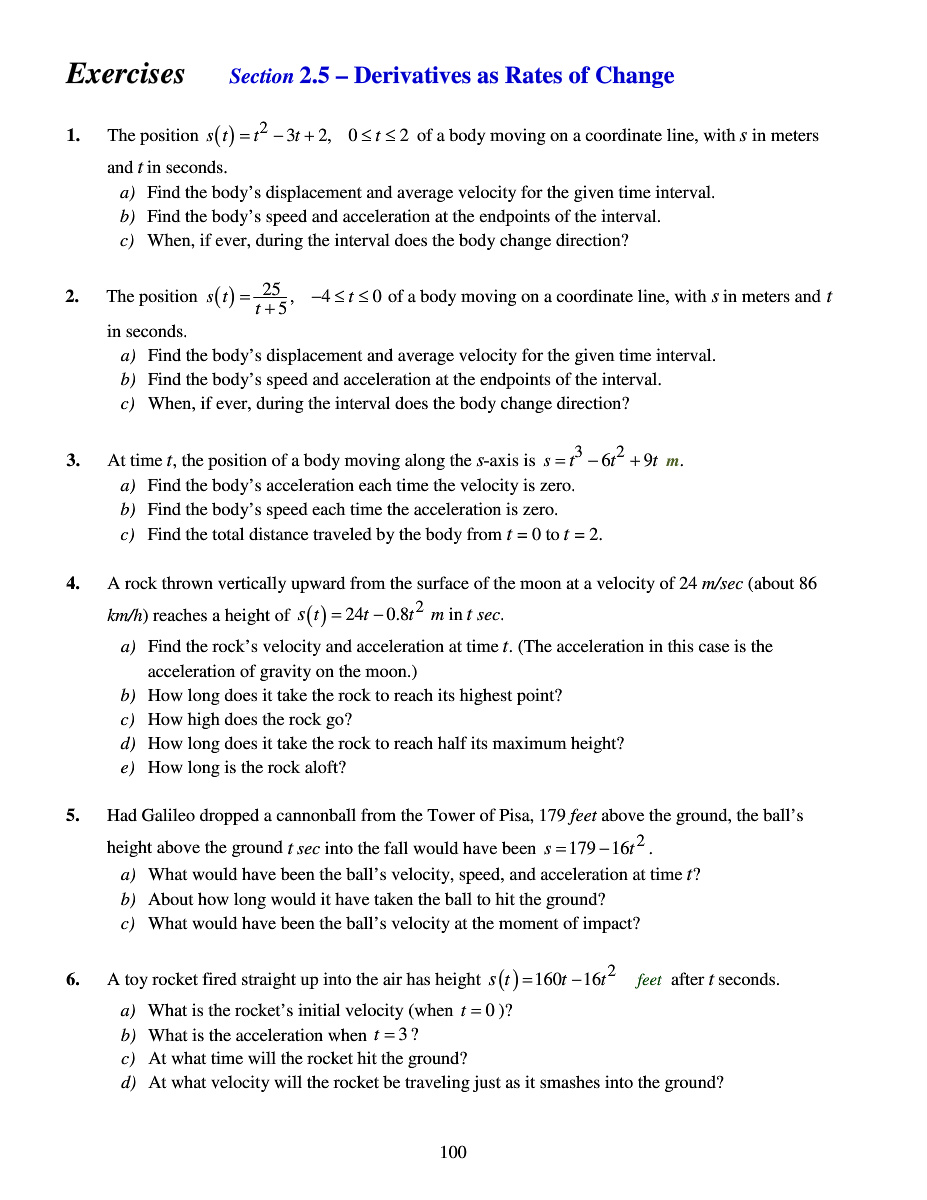 Exercises Section 2.5 – Derivatives as Rates of Change
1. The position s(t) = t² − 3t + 2, 0 ≤ t ≤ 2 of a body moving on a coordinate line, with s in meters
and t in seconds.
a) Find the body's displacement and average velocity for the given time interval.
b) Find the body's speed and acceleration at the endpoints of the interval.
c) When, if ever, during the interval does the body change direction?
2. The position s(t) = 25/(t + 5), −4 ≤ t ≤ 0 of a body moving on a coordinate line, with s in meters and t
in seconds.
a) Find the body's displacement and average velocity for the given time interval.
b) Find the body's speed and acceleration at the endpoints of the interval.
c) When, if ever, during the interval does the body change direction?
3. At time t, the position of a body moving along the s-axis is s = t³ − 6t² + 9t m.
a) Find the body's acceleration each time the velocity is zero.
b) Find the body's speed each time the acceleration is zero.
c) Find the total distance traveled by the body from t = 0 to t = 2.
4. A rock thrown vertically upward from the surface of the moon at a velocity of 24 m/sec (about 86
km/h) reaches a height of s(t) = 24t − 0.8t² m in t sec.
a) Find the rock's velocity and acceleration at time t. (The acceleration in this case is the
acceleration of gravity on the moon.)
b) How long does it take the rock to reach its highest point?
c) How high does the rock go?
d) How long does it take the rock to reach half its maximum height?
e) How long is the rock aloft?
5. Had Galileo dropped a cannonball from the Tower of Pisa, 179 feet above the ground, the ball's
height above the ground t sec into the fall would have been s = 179 − 16t².
a) What would have been the ball's velocity, speed, and acceleration at time t?
b) About how long would it have taken the ball to hit the ground?
c) What would have been the ball's velocity at the moment of impact?
6. A toy rocket fired straight up into the air has height s(t) = 160t − 16t² feet after t seconds.
a) What is the rocket's initial velocity (when t = 0 )?
b) What is the acceleration when t = 3 ?
c) At what time will the rocket hit the ground?
d) At what velocity will the rocket be traveling just as it smashes into the ground?
100